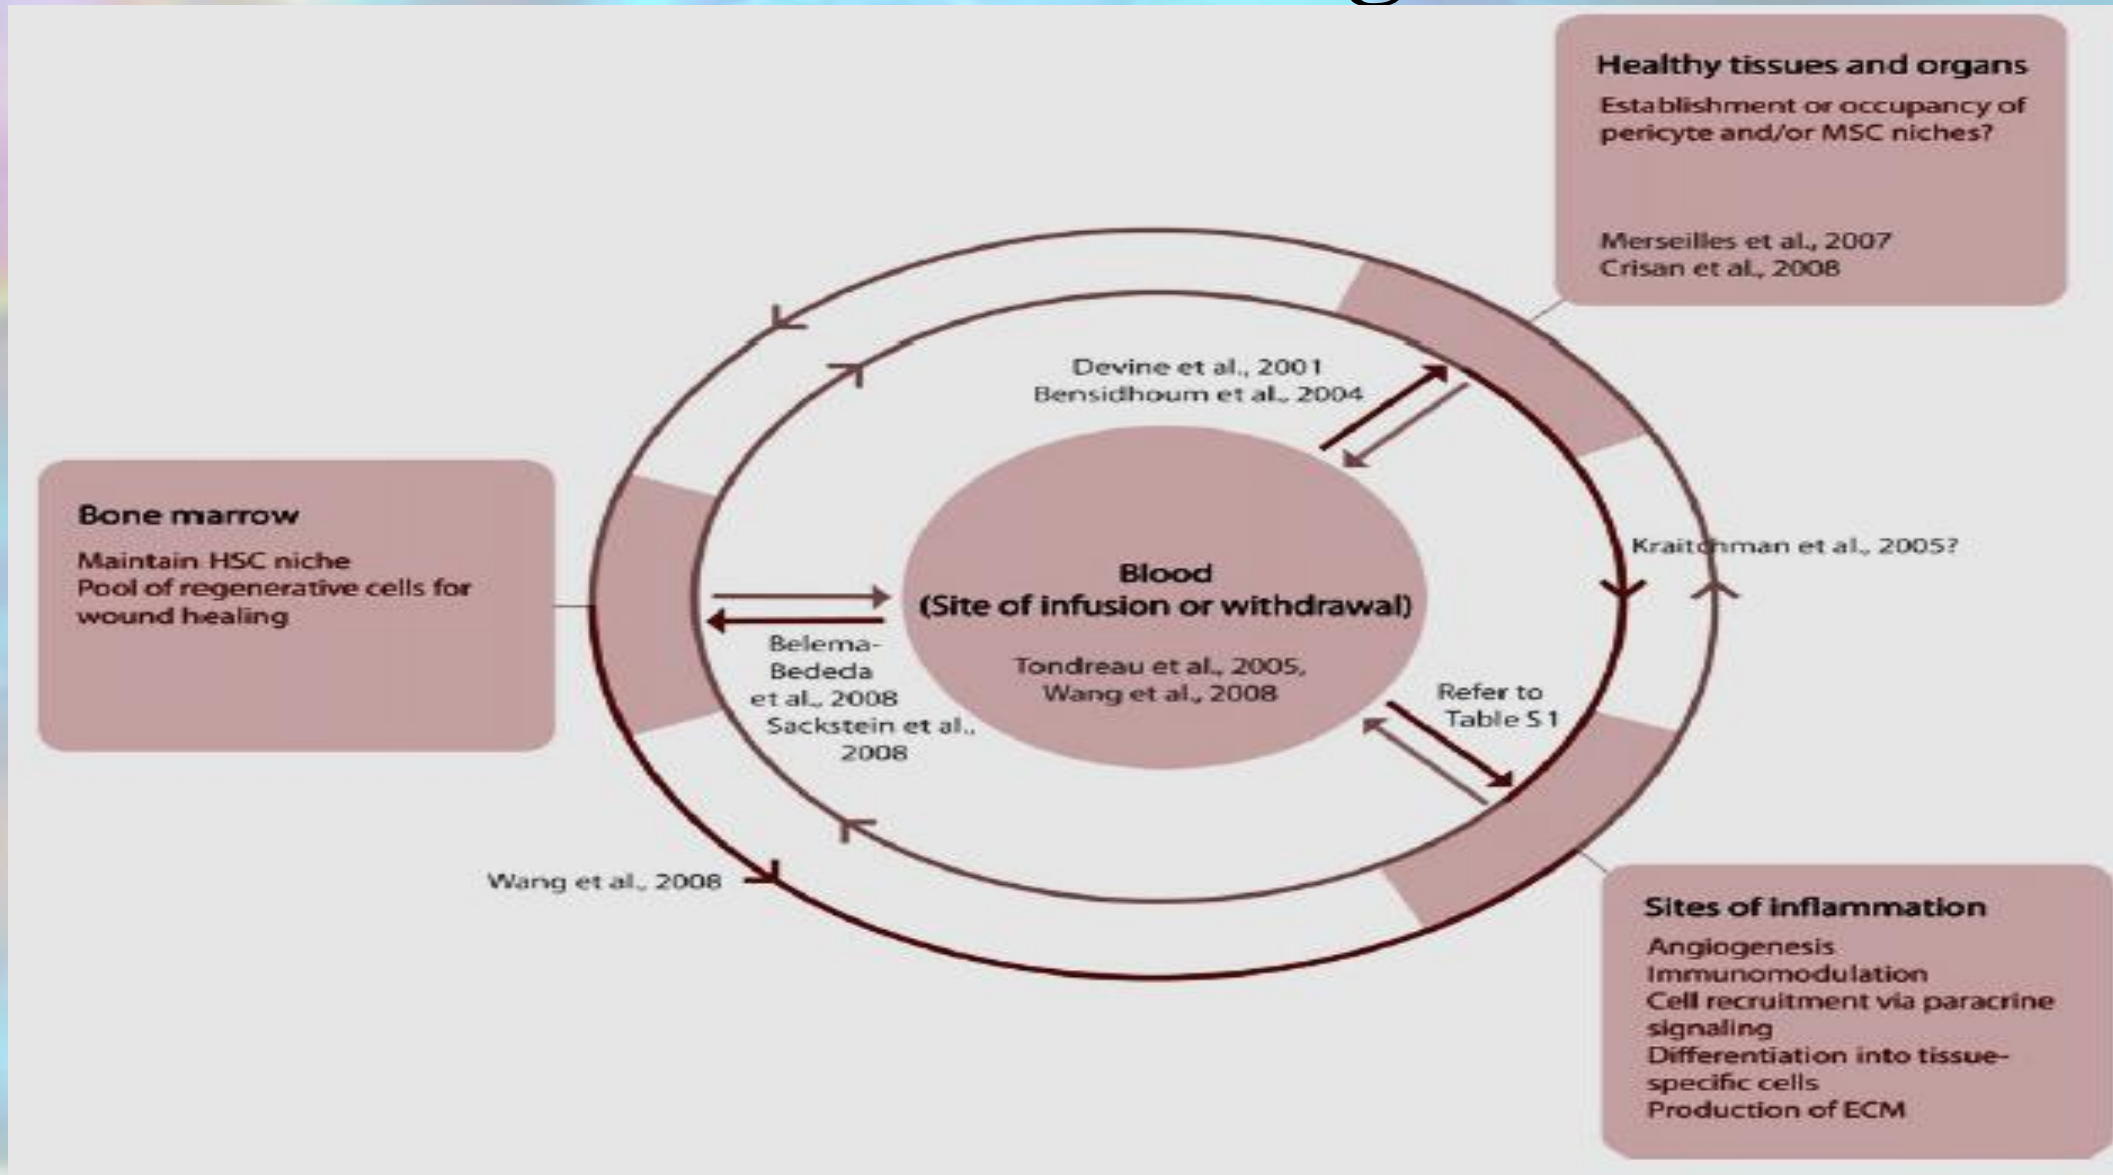 Healthy tissues and organs
Establishment or occupancy of
pericyte and/or MSC niches?
Merseilles et al., 2007
Crisan et al., 2008
Devine et al., 2001
Bensidhoum et al., 2004
Bone marrow
Maintain HSC niche
Pool of regenerative cells for
wound healing
Blood
(Site of infusion or withdrawal)
Tondreau et al., 2005,
Wang et al., 2008
Belema-
Bededa
et al., 2008
Sackstein et al.,
2008
Kraitchman et al., 2005?
Refer to
Table S1
Wang et al., 2008
Sites of inflammation
Angiogenesis
Immunomodulation
Cell recruitment via paracrine
signaling
Differentiation into tissue-
specific cells
Production of ECM